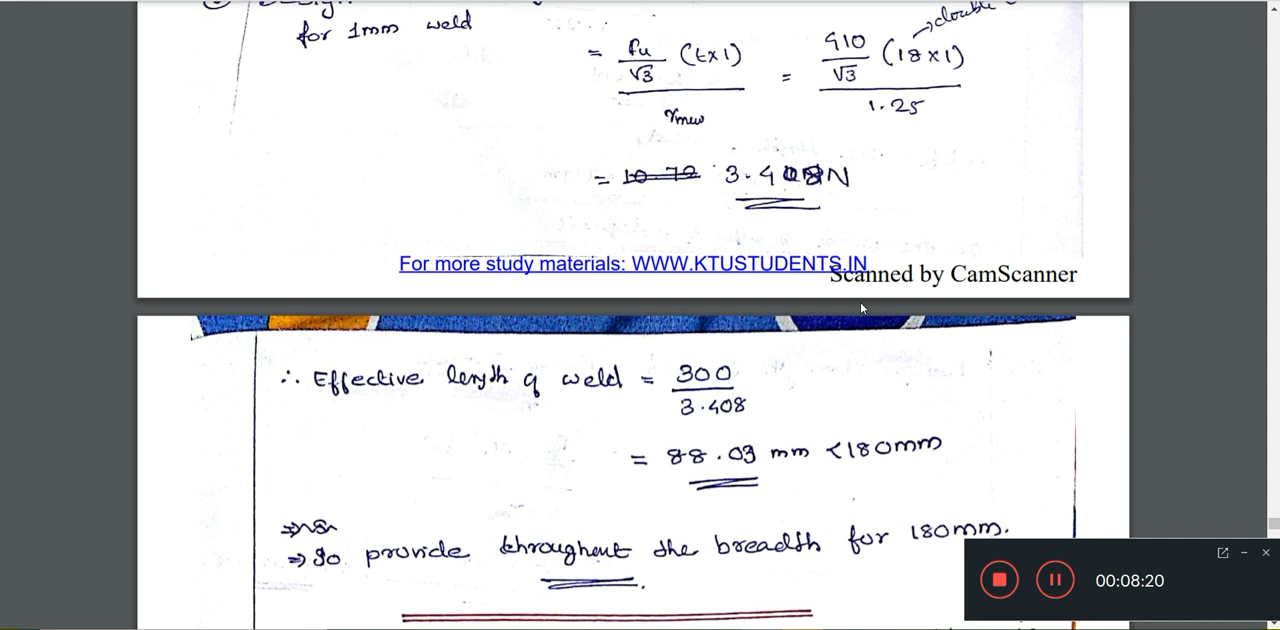 for 1mm weld
= fu/√3 (t×1) / γmw = 410/√3 (18×1) / 1.25 → double
= 3.408N
For more study materials: WWW.KTUSTUDENTS.IN
Scanned by CamScanner
∴ Effective length of weld = 300 / 3.408
= 88.03 mm < 180mm
⇒ So provide throughout the breadth for 180mm.
00:08:20